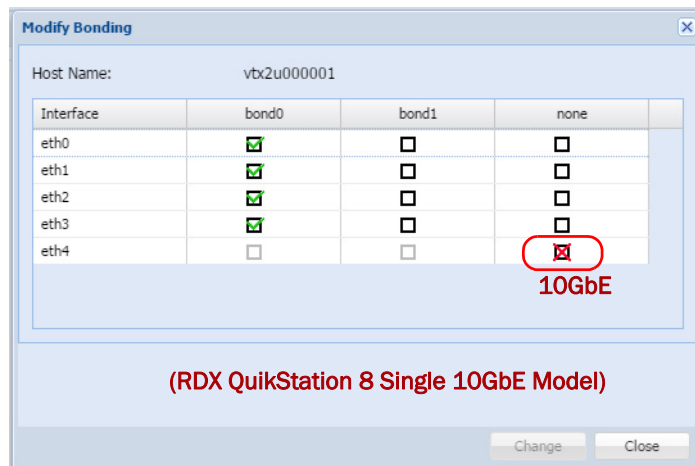 Modify Bonding
Host Name: vtx2u000001
Interface bond0 bond1 none
eth0
eth1
eth2
eth3
eth4
10GbE
(RDX QuikStation 8 Single 10GbE Model)
Change Close